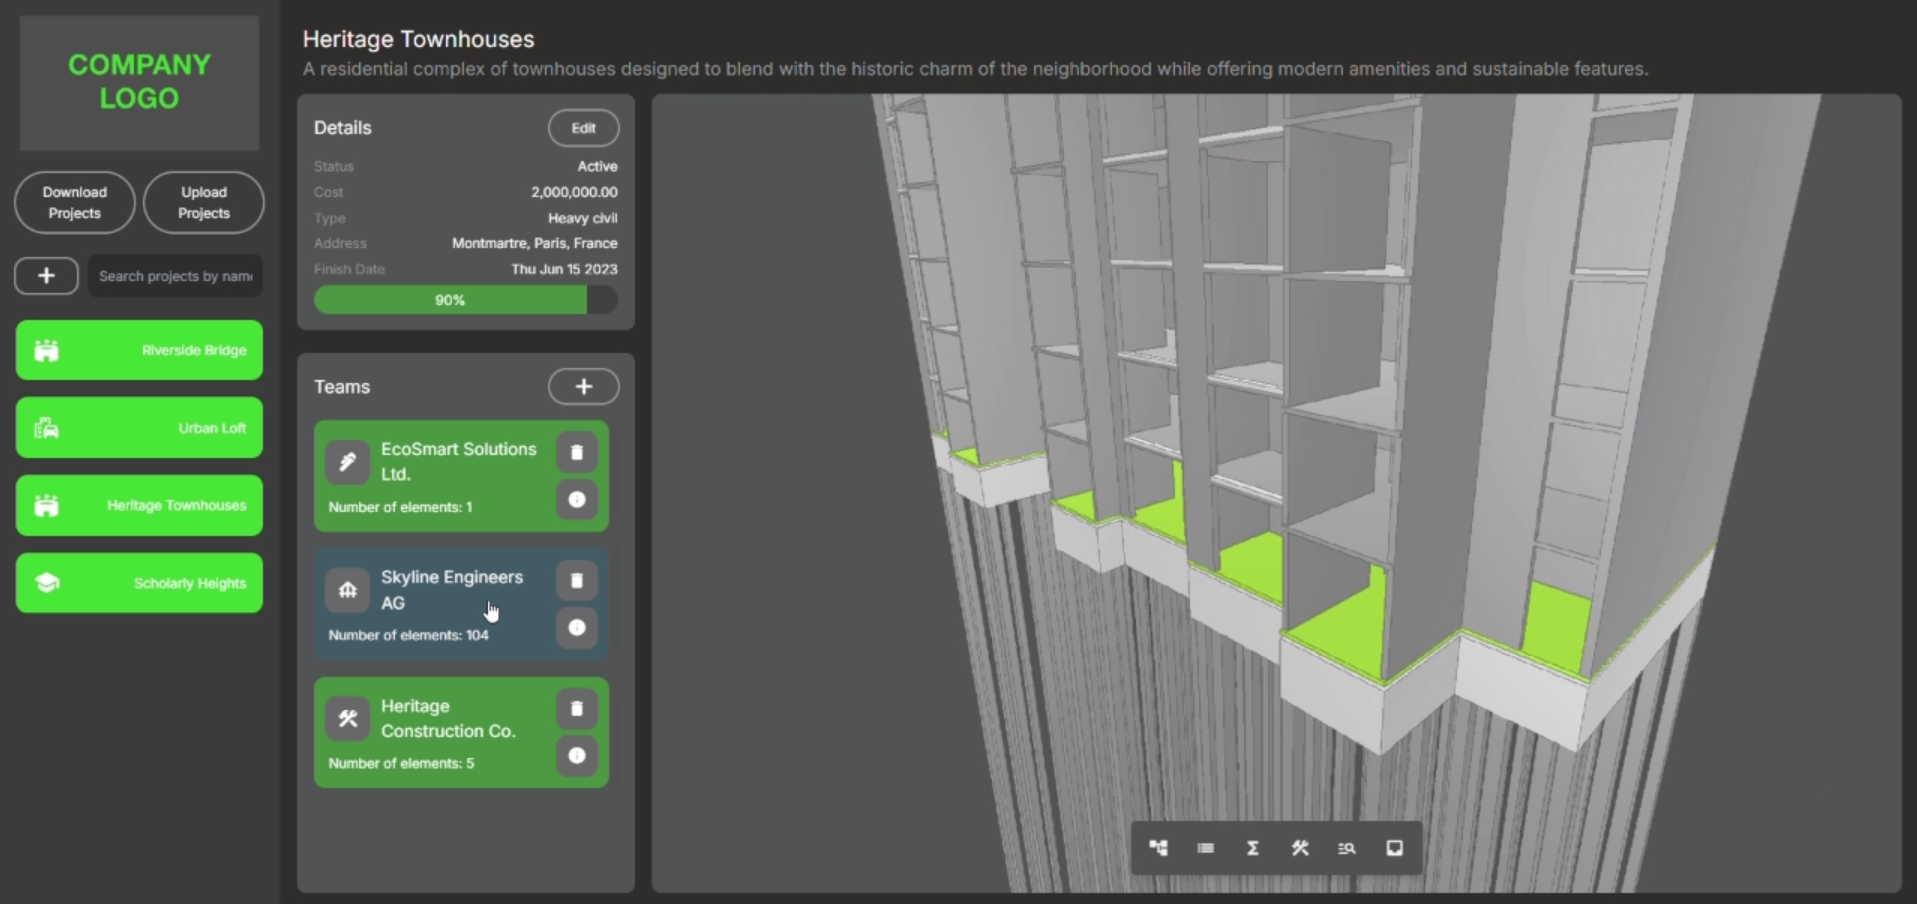 COMPANY
LOGO
Download
Projects
Upload
Projects
+
Search projects by name
Riverside Bridge
Urban Loft
Heritage Townhouses
Scholarly Heights
Heritage Townhouses
A residential complex of townhouses designed to blend with the historic charm of the neighborhood while offering modern amenities and sustainable features.
Details
Edit
Status Active
Cost 2,000,000.00
Type Heavy civil
Address Montmartre, Paris, France
Finish Date Thu Jun 15 2023
90%
Teams
+
EcoSmart Solutions
Ltd.
Number of elements: 1
Skyline Engineers
AG
Number of elements: 104
Heritage
Construction Co.
Number of elements: 5